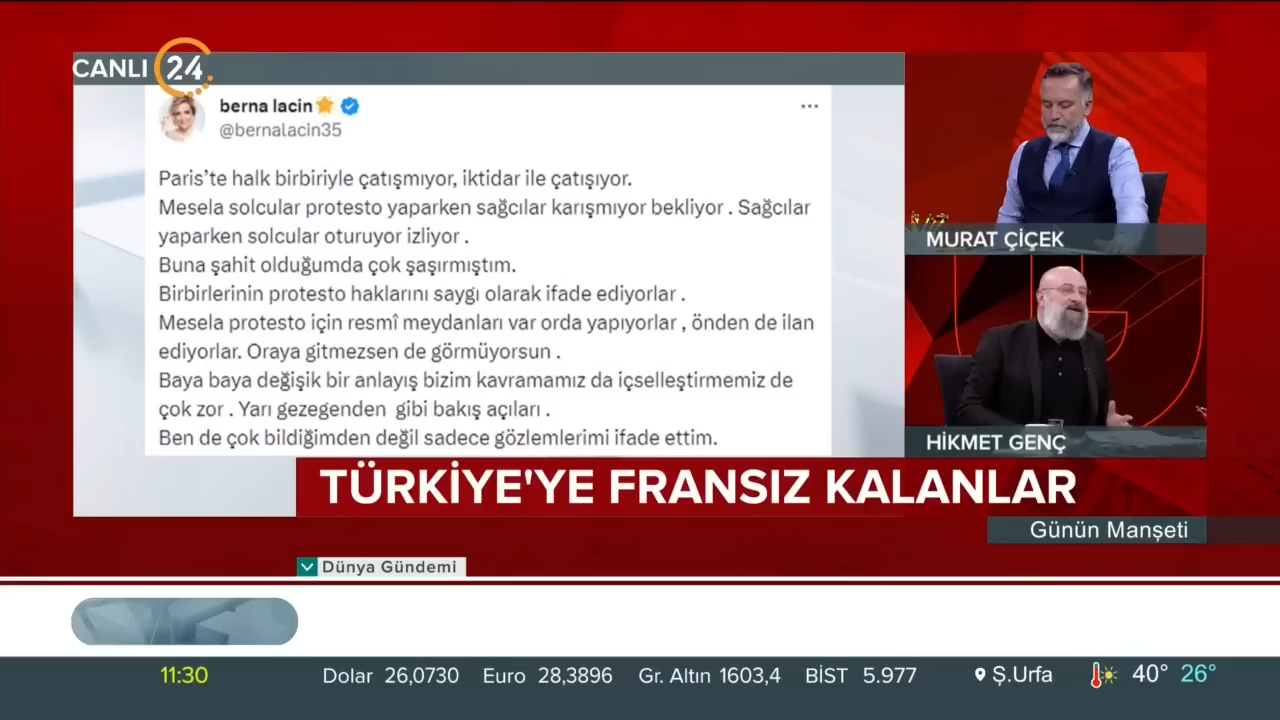 CANLI 24
berna lacin
@bernalacin35
Paris’te halk birbiriyle çatışmıyor, iktidar ile çatışıyor.
Mesela solcular protesto yaparken sağcılar karışmıyor bekliyor . Sağcılar
yaparken solcular oturuyor izliyor .
Buna şahit olduğumda çok şaşırmıştım.
Birbirlerinin protesto haklarını saygı olarak ifade ediyorlar .
Mesela protesto için resmî meydanları var orda yapıyorlar , önden de ilan
ediyorlar. Oraya gitmezsen de görmüyorsun .
Baya baya değişik bir anlayış bizim kavramamız da içselleştirmemiz de
çok zor . Yarı gezegenden  gibi bakış açıları .
Ben de çok bildiğimden değil sadece gözlemlerimi ifade ettim.
MURAT ÇİÇEK
HİKMET GENÇ
TÜRKİYE'YE FRANSIZ KALANLAR
Günün Manşeti
Dünya Gündemi
11:30 Dolar 26,0730 Euro 28,3896 Gr. Altın 1603,4 BİST 5.977 Ş.Urfa 40° 26°